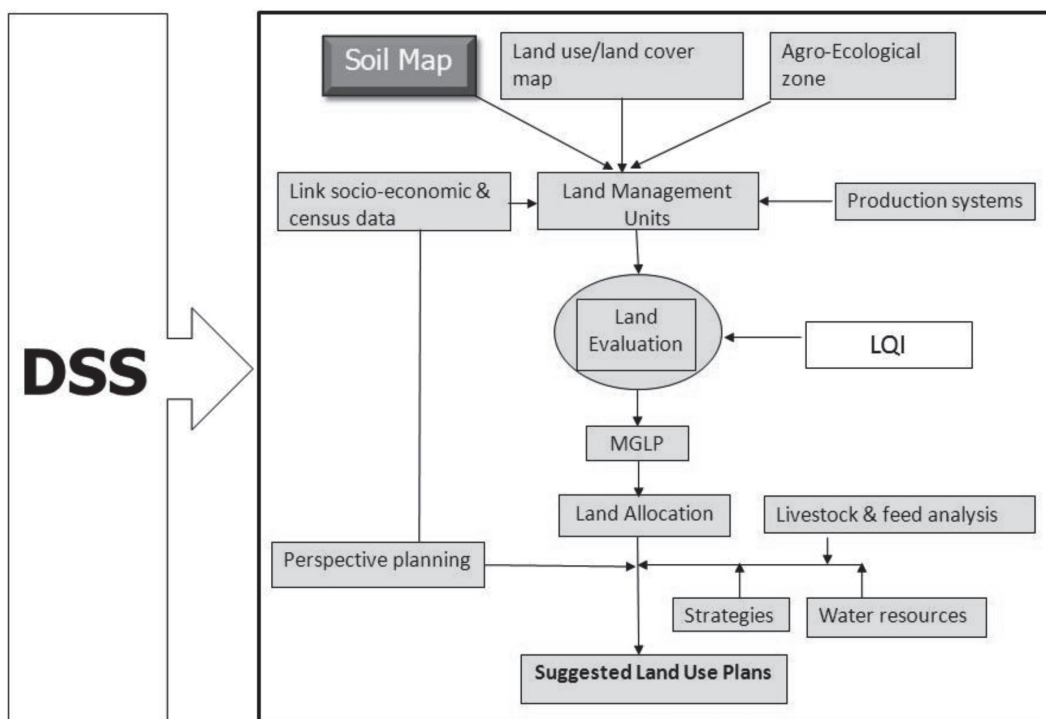 DSS
Soil Map
Land use/land cover
map
Agro-Ecological
zone
Link socio-economic &
census data
Land Management
Units
Production systems
Land
Evaluation
LQI
MGLP
Land Allocation
Livestock & feed analysis
Perspective planning
Strategies
Water resources
Suggested Land Use Plans